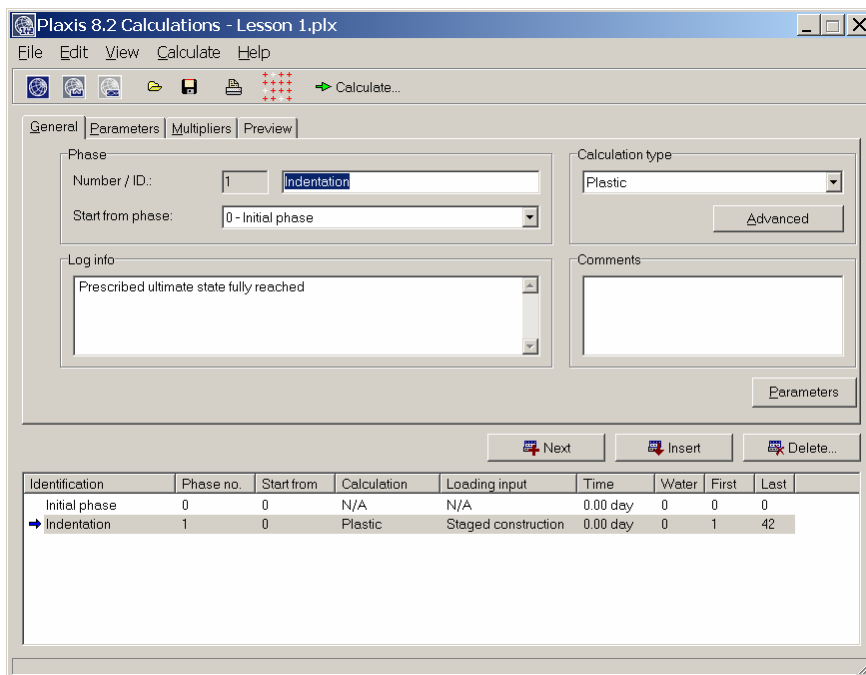 Plaxis 8.2 Calculations - Lesson 1.plx
File Edit View Calculate Help
Calculate...
General Parameters Multipliers Preview
Phase
Number / ID.: 1 Indentation
Start from phase: 0 - Initial phase
Calculation type
Plastic
Advanced
Log info
Prescribed ultimate state fully reached
Comments
Parameters
Next Insert Delete...
Identification Phase no. Start from Calculation Loading input Time Water First Last
Initial phase 0 0 N/A N/A 0.00 day 0 0 0
Indentation 1 0 Plastic Staged construction 0.00 day 0 1 42